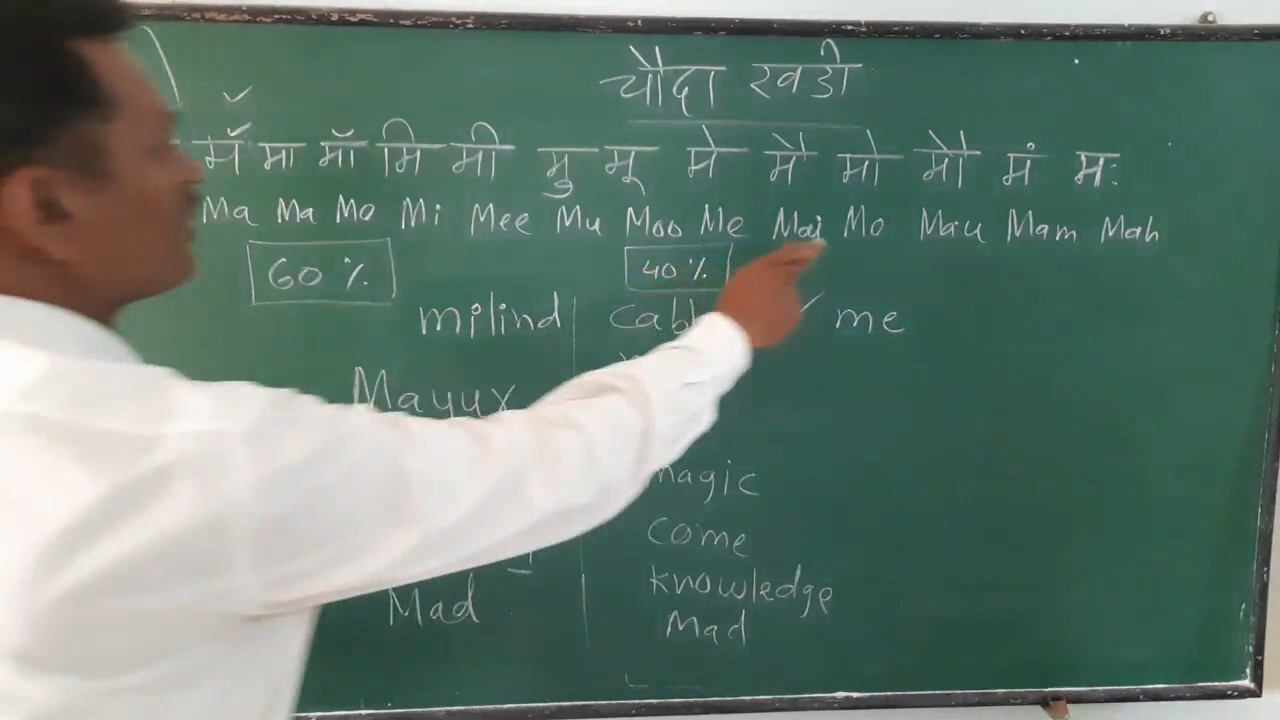 चौदा खडी
मॅ मा मॉ मि मी मु मू मे मै मो मौ मं मः
Ma Ma Mo Mi Mee Mu Moo Me Mai Mo Mau Mam Mah
60 % 40 %
milind me
Mayur
magic
come
knowledge
Mad Mad